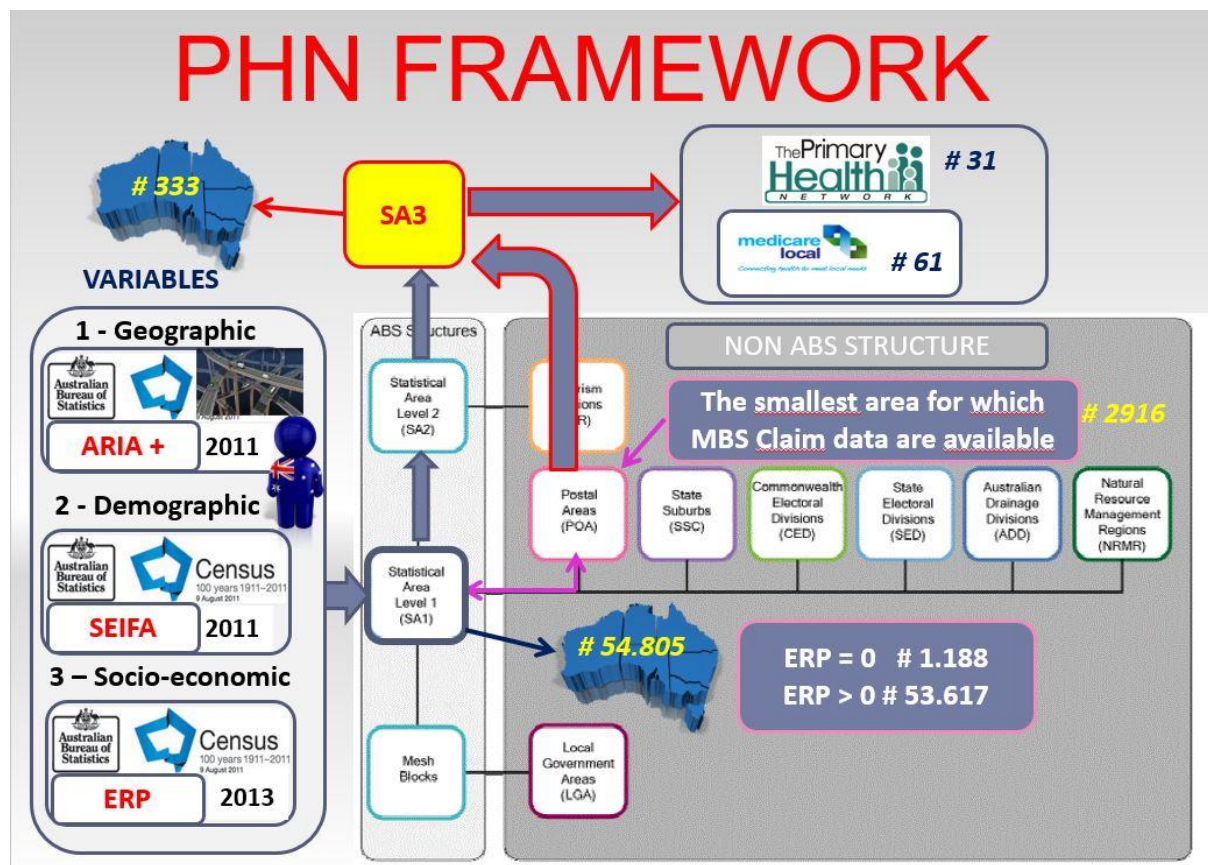 PHN FRAMEWORK
# 333
SA3
The Primary
Health
NETWORK
# 31
medicare
local
Connecting health to meet local needs
# 61
VARIABLES
1 - Geographic
Australian
Bureau of
Statistics
9 August 2011
ARIA +
2011
2 - Demographic
Australian
Bureau of
Statistics
Census
100 years 1911–2011
9 August 2011
SEIFA
2011
3 – Socio-economic
Australian
Bureau of
Statistics
Census
100 years 1911–2011
9 August 2011
ERP
2013
ABS
Statistical
Area
Level 2
(SA2)
Statistical
Area
Level 1
(SA1)
Mesh
Blocks
NON ABS STRUCTURE
The smallest area for which
MBS Claim data are available
# 2916
Postal
Areas
(POA)
State
Suburbs
(SSC)
Commonwealth
Electoral
Divisions
(CED)
State
Electoral
Divisions
(SED)
Australian
Drainage
Divisions
(ADD)
Natural
Resource
Management
Regions
(NRMR)
# 54.805
ERP = 0 # 1.188
ERP > 0 # 53.617
Local
Government
Areas
(LGA)